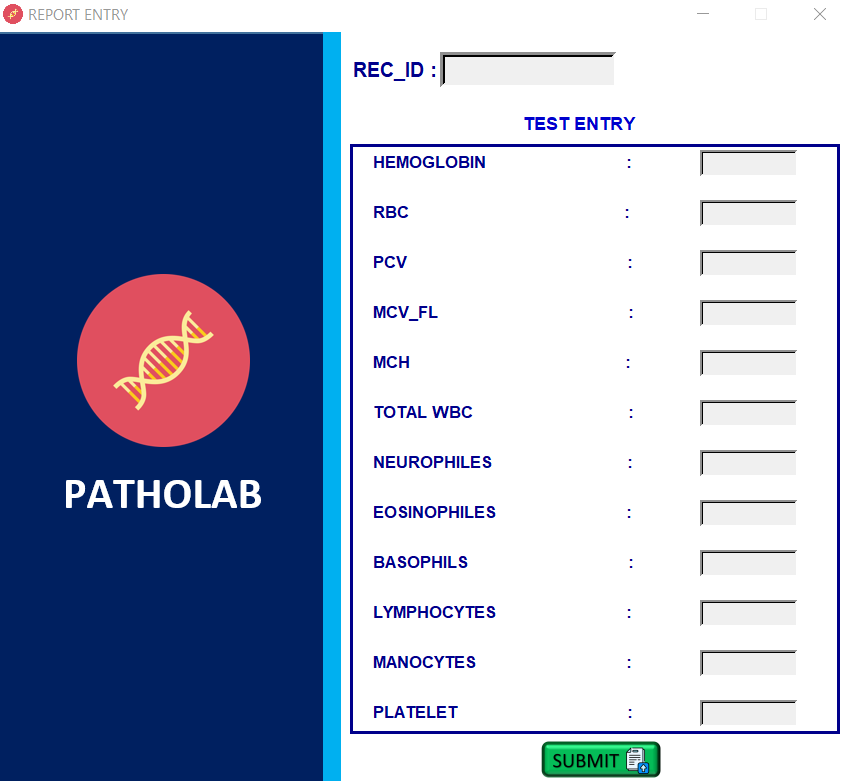 REPORT ENTRY
REC_ID :
TEST ENTRY
HEMOGLOBIN :
RBC :
PCV :
MCV_FL :
MCH :
TOTAL WBC :
NEUROPHILES :
EOSINOPHILES :
BASOPHILS :
LYMPHOCYTES :
MANOCYTES :
PLATELET :
SUBMIT
PATHOLAB